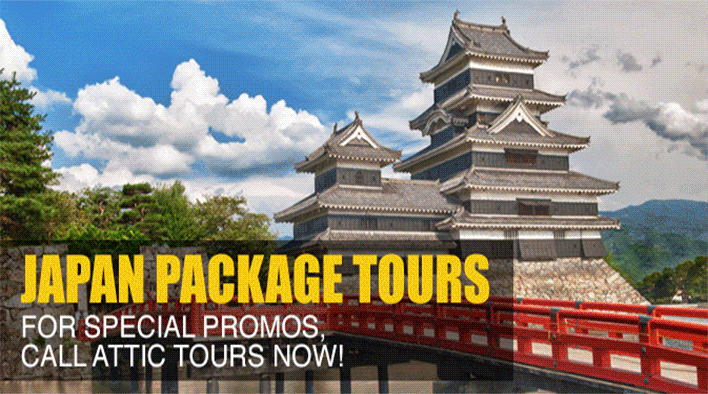 JAPAN PACKAGE TOURS
FOR SPECIAL PROMOS,
CALL ATTIC TOURS NOW!